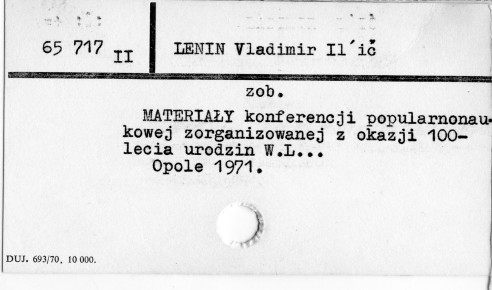 65 717 II LENIN Vladimir Il´ič
zob.
MATERIAŁY konferencji popularnonau-
kowej zorganizowanej z okazji 100-
lecia urodzin W.L...
Opole 1971.
DUJ. 693/70, 10 000.